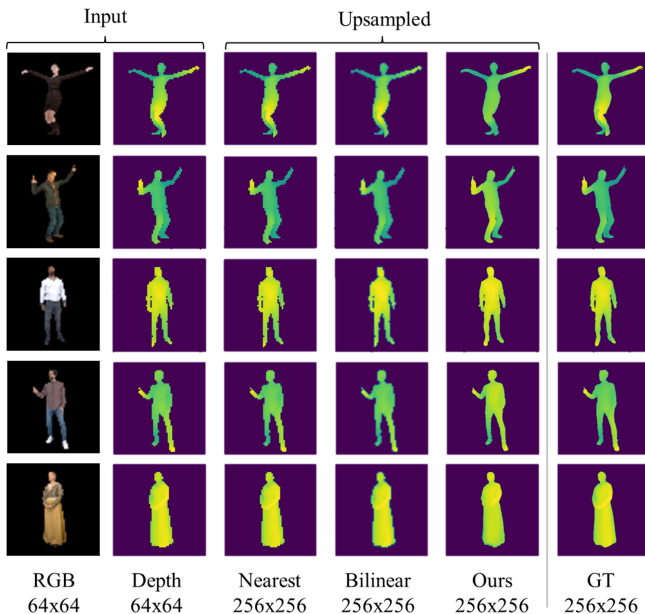 Input
Upsampled
RGB
64x64
Depth
64x64
Nearest
256x256
Bilinear
256x256
Ours
256x256
GT
256x256